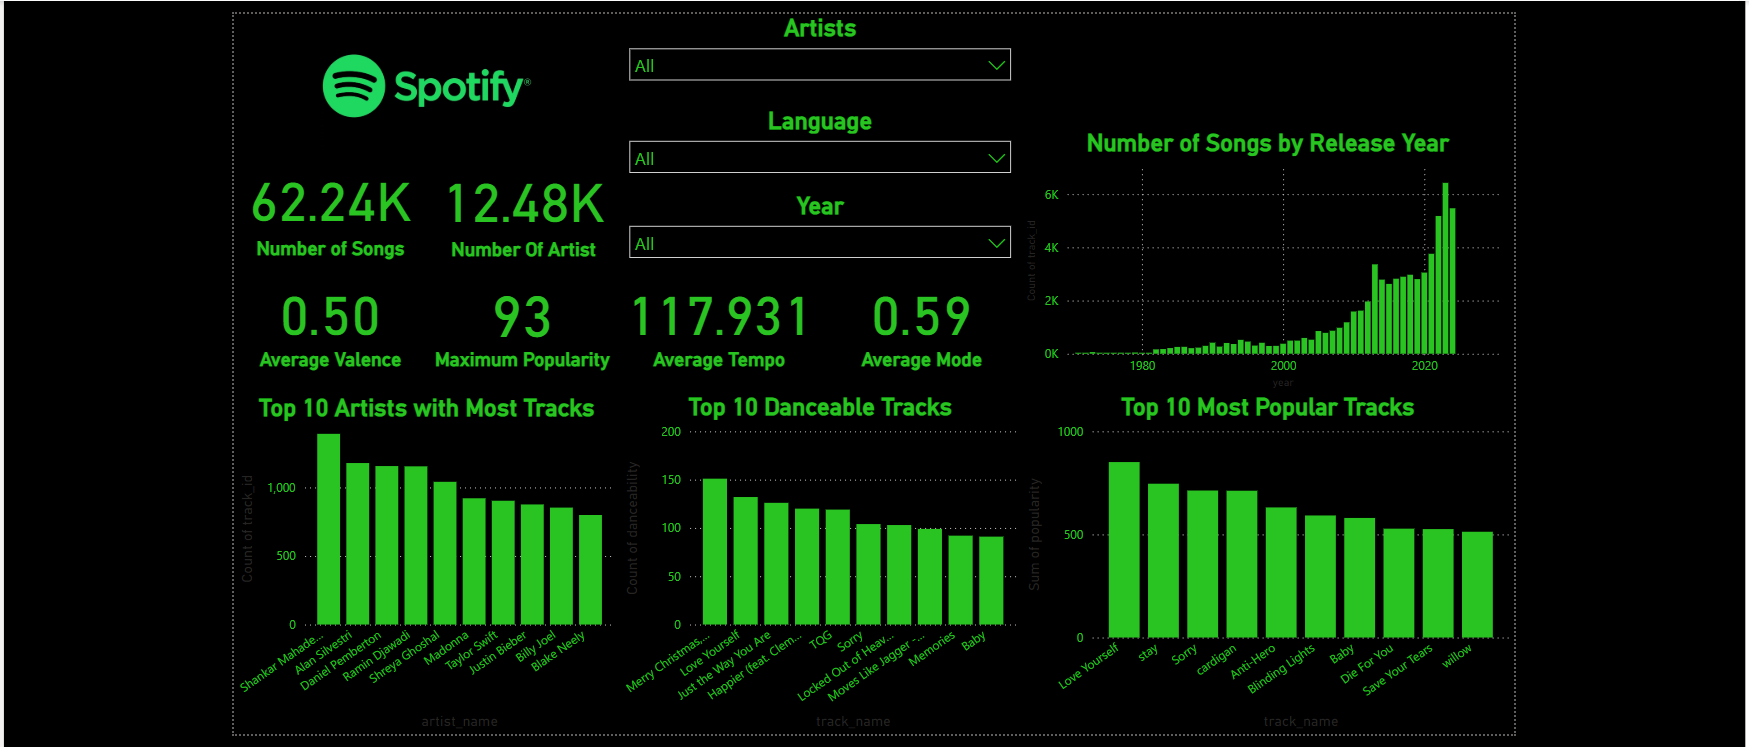 Spotify®
Artists
All
Language
All
Year
All
62.24K
Number of Songs
12.48K
Number Of Artist
0.50
Average Valence
93
Maximum Popularity
117.931
Average Tempo
0.59
Average Mode
Number of Songs by Release Year
Count of track_id
6K
4K
2K
0K
1980
2000
2020
year
Top 10 Artists with Most Tracks
Count of track_id
1,000
500
0
Shankar Mahade...
Alan Silvestri
Daniel Pemberton
Ramin Djawadi
Shreya Ghoshal
Madonna
Taylor Swift
Justin Bieber
Billy Joel
Blake Neely
artist_name
Top 10 Danceable Tracks
Count of danceability
200
150
100
50
0
Merry Christmas,...
Love Yourself
Just the Way You Are
Happier (feat. Clem...
TQG
Sorry
Locked Out of Heav...
Moves Like Jagger -...
Memories
Baby
track_name
Top 10 Most Popular Tracks
Sum of popularity
1000
500
0
Love Yourself
stay
Sorry
cardigan
Anti-Hero
Blinding Lights
Baby
Die For You
Save Your Tears
willow
track_name